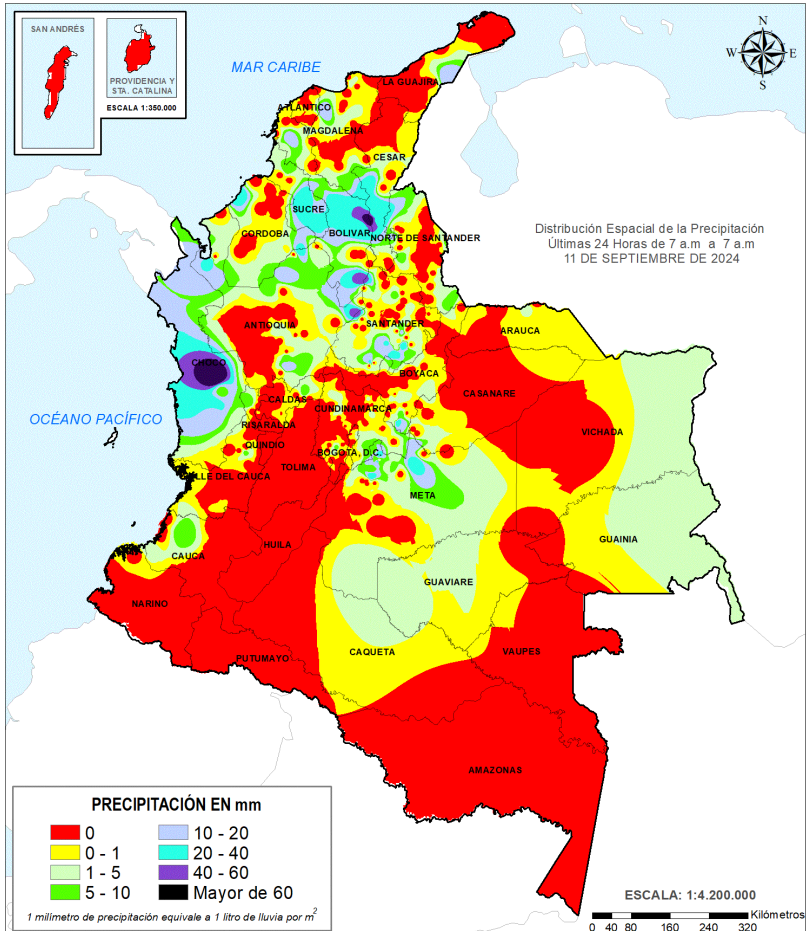 SAN ANDRÉS
PROVIDENCIA Y
STA. CATALINA
ESCALA 1:350.000
MAR CARIBE
N
W
E
S
LA GUAJIRA
ATLANTICO
MAGDALENA
CESAR
SUCRE
CORDOBA
BOLIVAR
NORTE DE SANTANDER
Distribución Espacial de la Precipitación
Últimas 24 Horas de 7 a.m a 7 a.m
11 DE SEPTIEMBRE DE 2024
ANTIOQUIA
SANTANDER
ARAUCA
CHOCO
BOYACA
CASANARE
CALDAS
CUNDINAMARCA
OCÉANO PACÍFICO
RISARALDA
VICHADA
QUINDIO
BOGOTA, D.C.
TOLIMA
VALLE DEL CAUCA
META
GUAINIA
HUILA
CAUCA
GUAVIARE
NARIÑO
CAQUETA
VAUPES
PUTUMAYO
AMAZONAS
PRECIPITACIÓN EN mm
0
0 - 1
1 - 5
5 - 10
10 - 20
20 - 40
40 - 60
Mayor de 60
1 milímetro de precipitación equivale a 1 litro de lluvia por m2
ESCALA: 1:4.200.000
0 40 80 160 240 320 Kilómetros